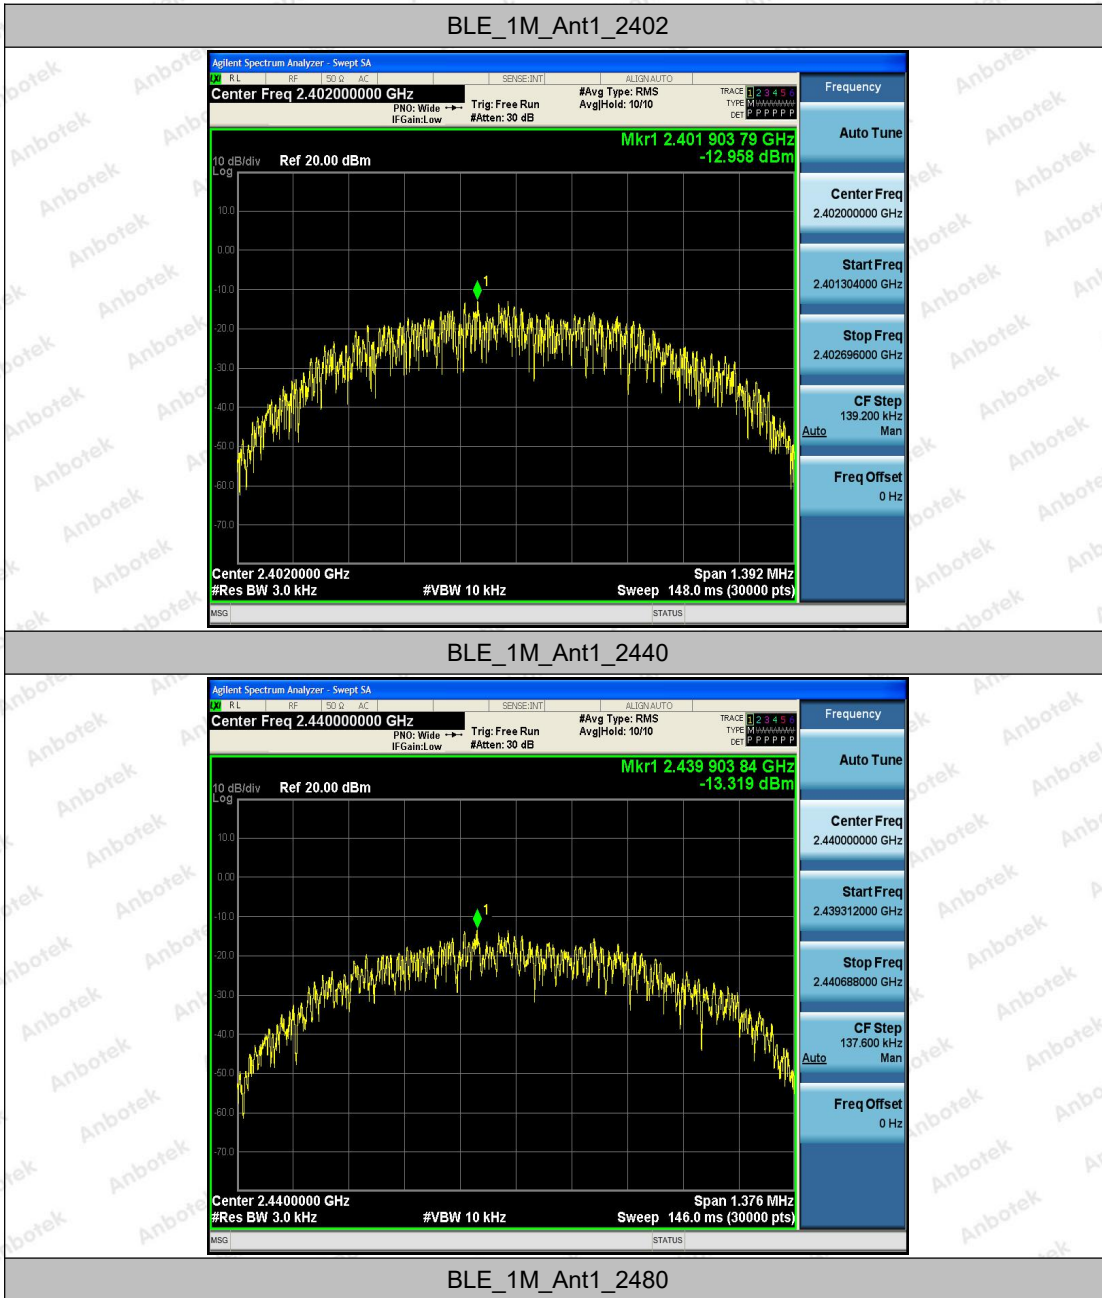 BLE_1M_Ant1_2402
Agilent Spectrum Analyzer - Swept SA
LXI RL RF 50 Ω AC SENSE:INT ALIGNAUTO
Center Freq 2.402000000 GHz
PNO: Wide
IFGain:Low
Trig: Free Run
#Atten: 30 dB
#Avg Type: RMS
Avg|Hold: 10/10
TRACE 1 2 3 4 5 6
TYPE M
DET P P P P P P
Mkr1 2.401 903 79 GHz
-12.958 dBm
10 dB/div Ref 20.00 dBm
Log
10.0
0.00
-10.0
-20.0
-30.0
-40.0
-50.0
-60.0
-70.0
1
Center 2.4020000 GHz Span 1.392 MHz
#Res BW 3.0 kHz #VBW 10 kHz Sweep 148.0 ms (30000 pts)
MSG STATUS
Frequency
Auto Tune
Center Freq
2.402000000 GHz
Start Freq
2.401304000 GHz
Stop Freq
2.402696000 GHz
CF Step
139.200 kHz
Auto Man
Freq Offset
0 Hz
BLE_1M_Ant1_2440
Agilent Spectrum Analyzer - Swept SA
LXI RL RF 50 Ω AC SENSE:INT ALIGNAUTO
Center Freq 2.440000000 GHz
PNO: Wide
IFGain:Low
Trig: Free Run
#Atten: 30 dB
#Avg Type: RMS
Avg|Hold: 10/10
TRACE 1 2 3 4 5 6
TYPE M
DET P P P P P P
Mkr1 2.439 903 84 GHz
-13.319 dBm
10 dB/div Ref 20.00 dBm
Log
10.0
0.00
-10.0
-20.0
-30.0
-40.0
-50.0
-60.0
-70.0
1
Center 2.4400000 GHz Span 1.376 MHz
#Res BW 3.0 kHz #VBW 10 kHz Sweep 146.0 ms (30000 pts)
MSG STATUS
Frequency
Auto Tune
Center Freq
2.440000000 GHz
Start Freq
2.439312000 GHz
Stop Freq
2.440688000 GHz
CF Step
137.600 kHz
Auto Man
Freq Offset
0 Hz
BLE_1M_Ant1_2480
Anbotek